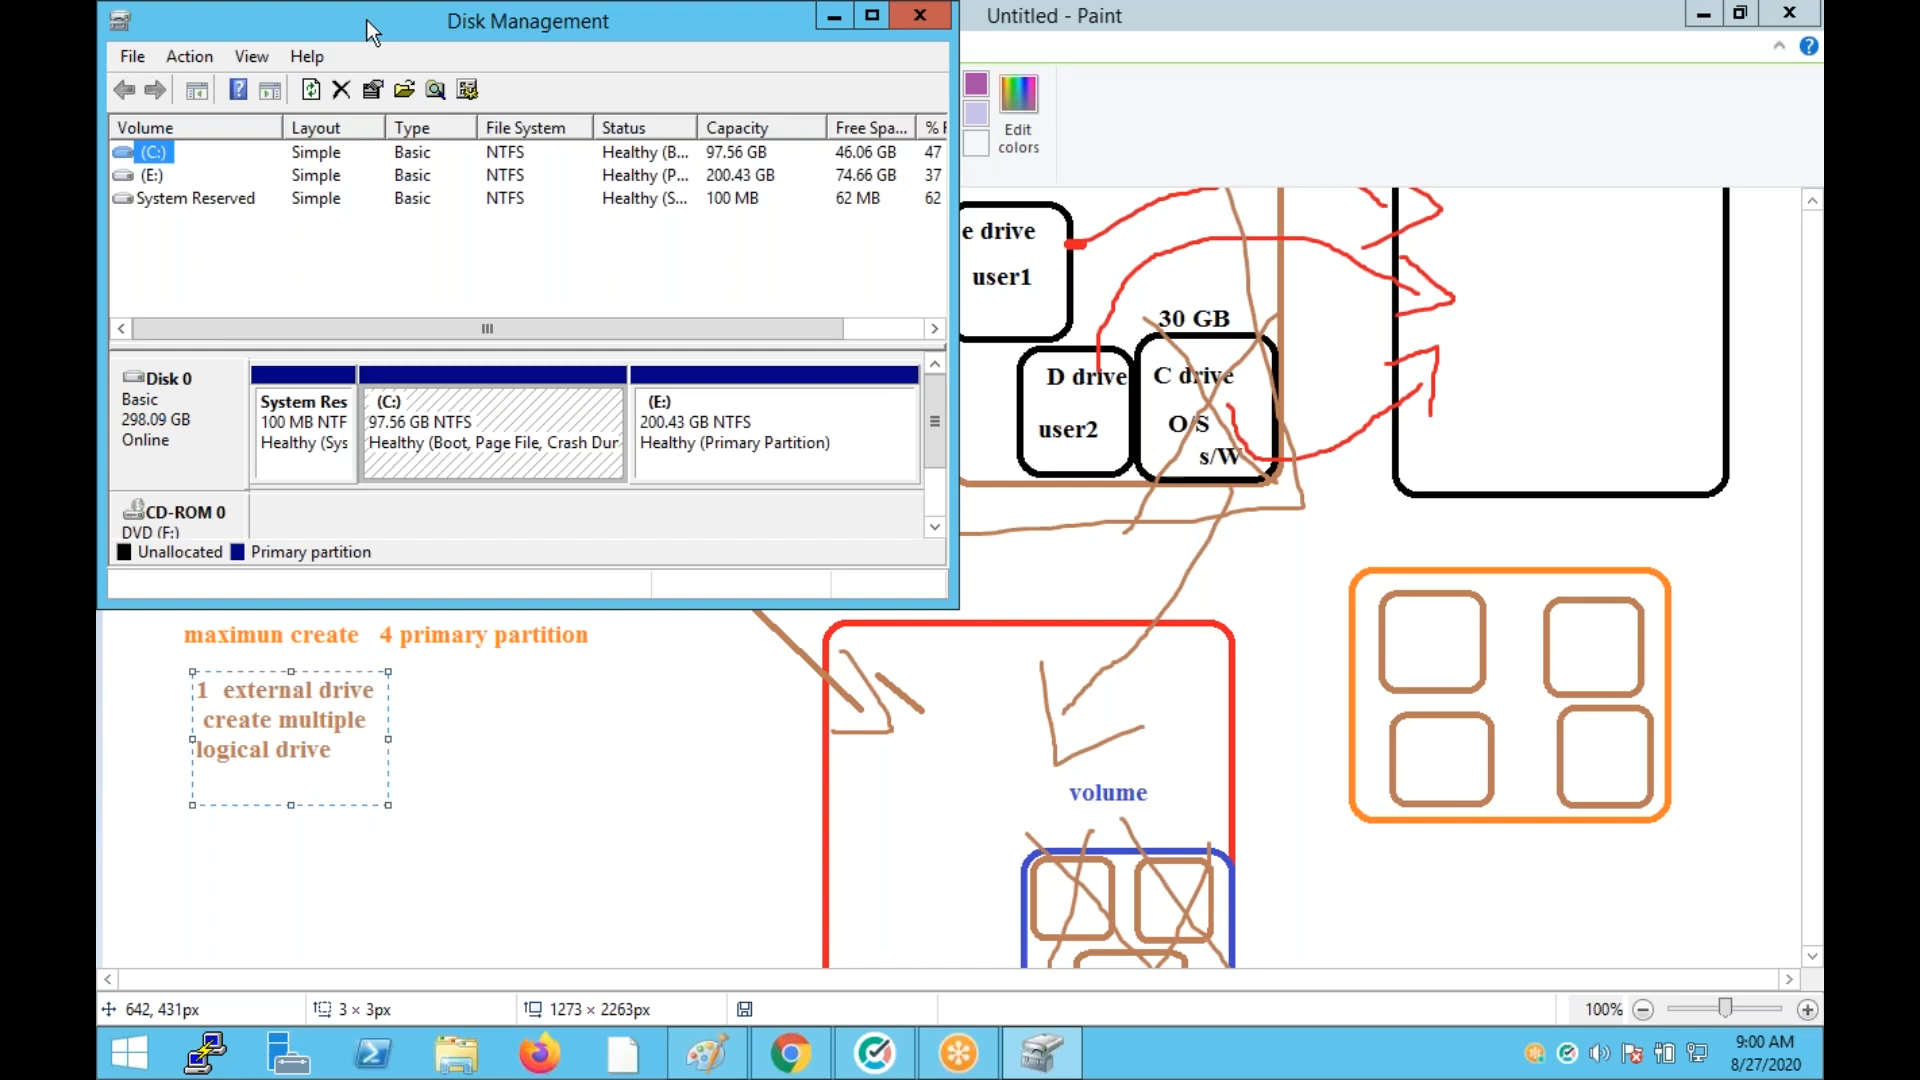 Disk Management
File Action View Help
Volume Layout Type File System Status Capacity Free Spa... % F
(C:) Simple Basic NTFS Healthy (B... 97.56 GB 46.06 GB 47
(E:) Simple Basic NTFS Healthy (P... 200.43 GB 74.66 GB 37
System Reserved Simple Basic NTFS Healthy (S... 100 MB 62 MB 62
Disk 0
Basic
298.09 GB
Online
System Res
100 MB NTF
Healthy (Sys
(C:)
97.56 GB NTFS
Healthy (Boot, Page File, Crash Dur
(E:)
200.43 GB NTFS
Healthy (Primary Partition)
CD-ROM 0
DVD (F:)
Unallocated Primary partition
Untitled - Paint
Edit
colors
e drive
user1
30 GB
D drive
user2
C drive
O/S
s/W
maximun create 4 primary partition
1 external drive
create multiple
logical drive
volume
642, 431px 3 × 3px 1273 × 2263px 100%
9:00 AM
8/27/2020